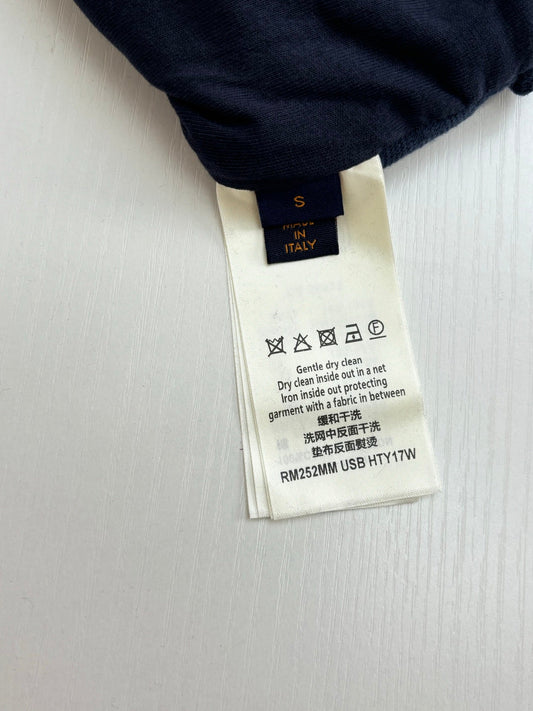 S
MADE
IN
ITALY
Gentle dry clean
Dry clean inside out in a net
Iron inside out protecting
garment with a fabric in between
缓和干洗
洗网中反面干洗
垫布反面熨烫
RM252MM USB HTY17W